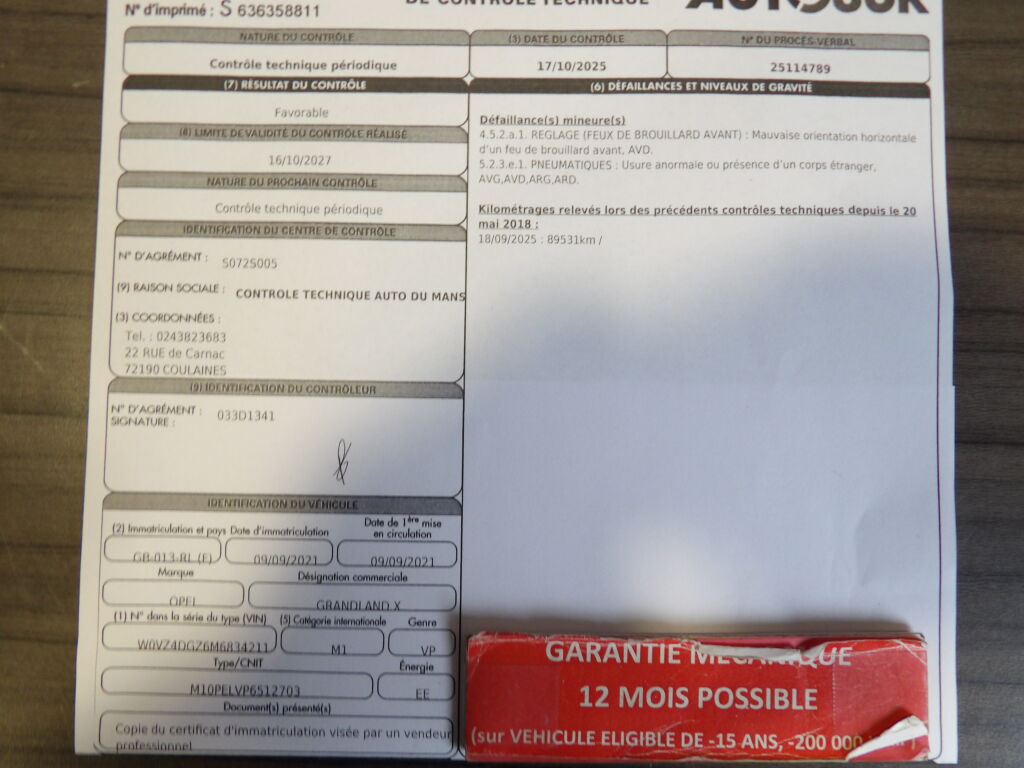 N° d'imprimé : S 636358811
DE CONTRÔLE TECHNIQUE
AUTOSUR
NATURE DU CONTRÔLE
Contrôle technique périodique
(3) DATE DU CONTRÔLE
17/10/2025
N° DU PROCÈS-VERBAL
25114789
(7) RÉSULTAT DU CONTRÔLE
Favorable
(8) LIMITE DE VALIDITÉ DU CONTRÔLE RÉALISÉ
16/10/2027
NATURE DU PROCHAIN CONTRÔLE
Contrôle technique périodique
IDENTIFICATION DU CENTRE DE CONTRÔLE
N° D'AGRÉMENT : S072S005
(9) RAISON SOCIALE : CONTROLE TECHNIQUE AUTO DU MANS
(3) COORDONNÉES :
Tel. : 0243823683
22 RUE de Carnac
72190 COULAINES
(9) IDENTIFICATION DU CONTRÔLEUR
N° D'AGRÉMENT : 033D1341
SIGNATURE :
IDENTIFICATION DU VÉHICULE
(2) Immatriculation et pays Date d'immatriculation Date de 1ère mise
en circulation
GB-013-RL (F) 09/09/2021 09/09/2021
Marque Désignation commerciale
OPEL GRANDLAND X
(1) N° dans la série du type (VIN) (5) Catégorie internationale Genre
W0VZ4DGZ6M6834211 M1 VP
Type/CNIT Énergie
M10PELVP6512703 EE
Document(s) présenté(s)
Copie du certificat d'immatriculation visée par un vendeur
professionnel
(6) DÉFAILLANCES ET NIVEAUX DE GRAVITÉ
Défaillance(s) mineure(s)
4.5.2.a.1. REGLAGE (FEUX DE BROUILLARD AVANT) : Mauvaise orientation horizontale
d'un feu de brouillard avant, AVD.
5.2.3.e.1. PNEUMATIQUES : Usure anormale ou présence d'un corps étranger,
AVG,AVD,ARG,ARD.
Kilométrages relevés lors des précédents contrôles techniques depuis le 20
mai 2018 :
18/09/2025 : 89531km /
GARANTIE MÉCANIQUE
12 MOIS POSSIBLE
(sur VEHICULE ELIGIBLE DE -15 ANS, -200 000